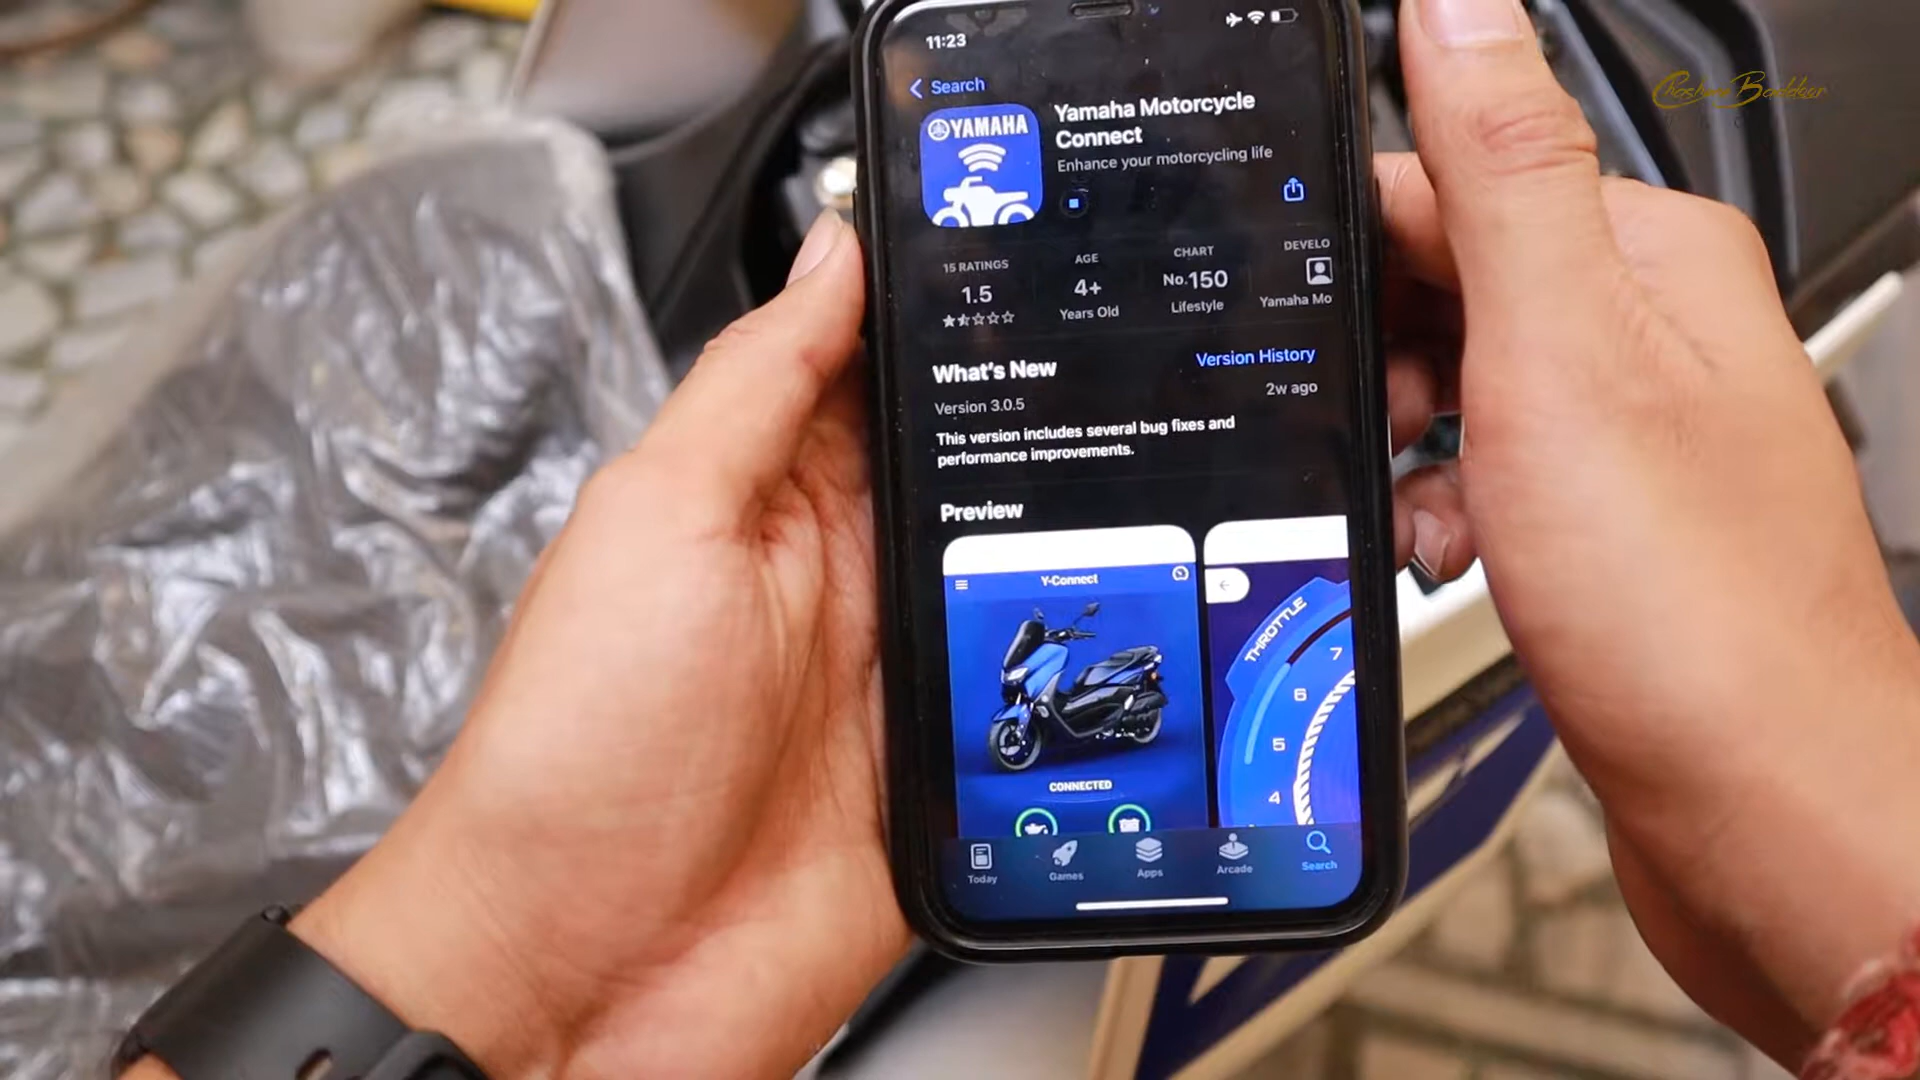 11:23
Search
YAMAHA
Yamaha Motorcycle
Connect
Enhance your motorcycling life
15 RATINGS
1.5
AGE
4+
Years Old
CHART
No.150
Lifestyle
DEVELO
Yamaha Mo
What's New
Version History
Version 3.0.5
2w ago
This version includes several bug fixes and
performance improvements.
Preview
Y-Connect
CONNECTED
THROTTLE
7
6
5
4
Today
Games
Apps
Arcade
Search